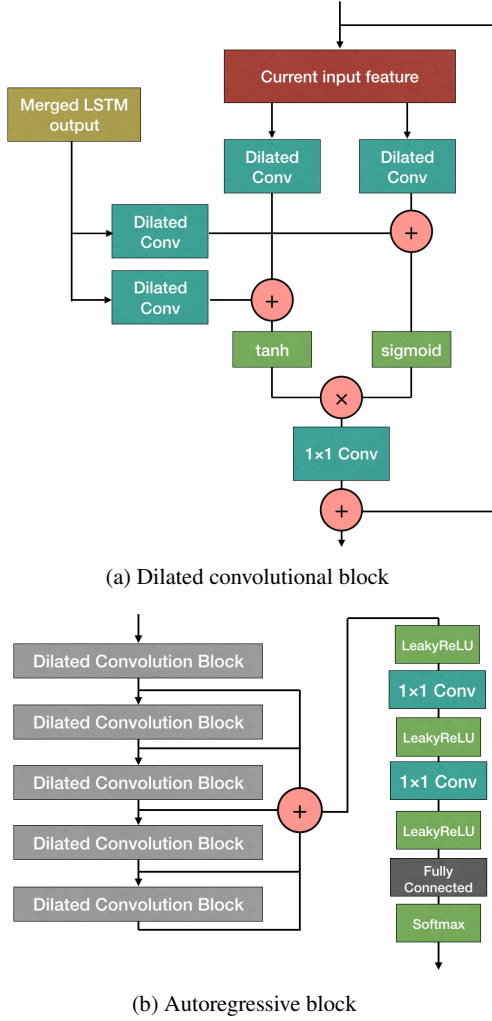 Current input feature
Merged LSTM
output
Dilated
Conv
Dilated
Conv
Dilated
Conv
+
Dilated
Conv
+
tanh
sigmoid
×
1×1 Conv
+
(a) Dilated convolutional block
Dilated Convolution Block
Dilated Convolution Block
Dilated Convolution Block
Dilated Convolution Block
Dilated Convolution Block
+
LeakyReLU
1×1 Conv
LeakyReLU
1×1 Conv
LeakyReLU
Fully
Connected
Softmax
(b) Autoregressive block